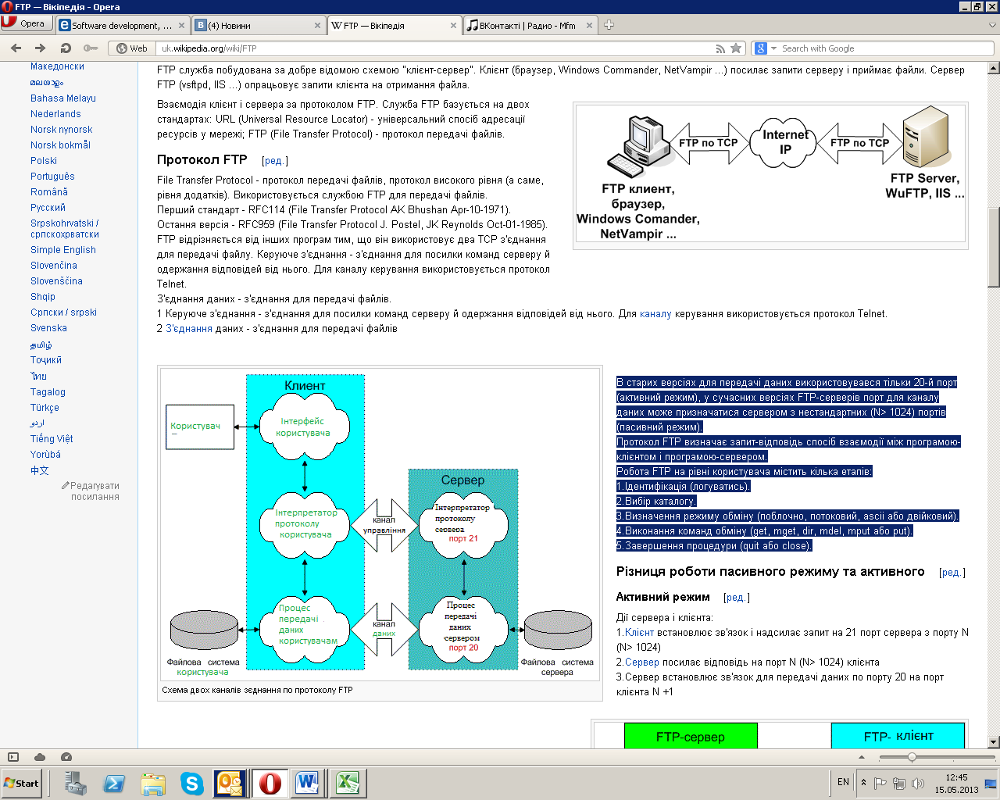 FTP — Вікіпедія - Opera
Opera
Software development, ...
(4) Новини
FTP — Вікіпедія
ВКонтакті | Радио - Mfm
Web
uk.wikipedia.org/wiki/FTP
Search with Google
Македонски
മലയാളം
Bahasa Melayu
Nederlands
Norsk nynorsk
Norsk bokmål
Polski
Português
Română
Русский
Srpskohrvatski /
српскохрватски
Simple English
Slovenčina
Slovenščina
Shqip
Српски / srpski
Svenska
தமிழ்
Тоҷикӣ
ไทย
Tagalog
Türkçe
اردو
Tiếng Việt
Yorùbá
中文
Редагувати
посилання
FTP служба побудована за добре відомою схемою "клієнт-сервер". Клієнт (браузер, Windows Commander, NetVampir ...) посилає запити серверу і приймає файли. Сервер
FTP (vsftpd, IIS ...) опрацьовує запити клієнта на отримання файла.
Взаємодія клієнт і сервера за протоколом FTP. Служба FTP базується на двох
стандартах: URL (Universal Resource Locator) - універсальний спосіб адресації
ресурсів у мережі; FTP (File Transfer Protocol) - протокол передачі файлів.
Протокол FTP [ред.]
File Transfer Protocol - протокол передачі файлів, протокол високого рівня (а саме,
рівня додатків). Використовується службою FTP для передачі файлів.
Перший стандарт - RFC114 (File Transfer Protocol AK Bhushan Apr-10-1971).
Остання версія - RFC959 (File Transfer Protocol J. Postel, JK Reynolds Oct-01-1985).
FTP відрізняється від інших програм тим, що він використовує два TCP з'єднання
для передачі файлу. Керуюче з'єднання - з'єднання для посилки команд серверу й
одержання відповідей від нього. Для каналу керування використовується протокол
Telnet.
З'єднання даних - з'єднання для передачі файлів.
1 Керуюче з'єднання - з'єднання для посилки команд серверу й одержання відповідей від нього. Для каналу керування використовується протокол Telnet.
2 З'єднання даних - з'єднання для передачі файлів
FTP по TCP
Internet
IP
FTP по TCP
FTP клиент,
браузер,
Windows Comander,
NetVampir ...
FTP Server,
WuFTP, IIS ...
Клиент
Користувач
Інтерфейс
користувача
Інтерпретатор
протоколу
користувача
канал
управління
Сервер
Інтерпретатор
протоколу
сервера
порт 21
Процес
передачі
даних
користувачам
канал
даних
Процес
передачі
даних
сервером
порт 20
Файлова система
користувача
Файлова система
сервера
Схема двох каналів зєднання по протоколу FTP
В старих версіях для передачі даних використовувався тільки 20-й порт
(активний режим), у сучасних версіях FTP-серверів порт для каналу
даних може призначатися сервером з нестандартних (N> 1024) портів
(пасивний режим).
Протокол FTP визначає запит-відповідь спосіб взаємодії між програмою-
клієнтом і програмою-сервером.
Робота FTP на рівні користувача містить кілька етапів:
1.Ідентифікація (логуватись).
2.Вибір каталогу.
3.Визначення режиму обміну (поблочно, потоковий, ascii або двійковий).
4.Виконання команд обміну (get, mget, dir, mdel, mput або put).
5.Завершення процедури (quit або close).
Різниця роботи пасивного режиму та активного [ред.]
Активний режим [ред.]
Дії сервера і клієнта:
1.Клієнт встановлює зв'язок і надсилає запит на 21 порт сервера з порту N
(N> 1024)
2.Сервер посилає відповідь на порт N (N> 1024) клієнта
3.Сервер встановлює зв'язок для передачі даних по порту 20 на порт
клієнта N +1
FTP-сервер
FTP- клієнт
Start
EN
12:45
15.05.2013